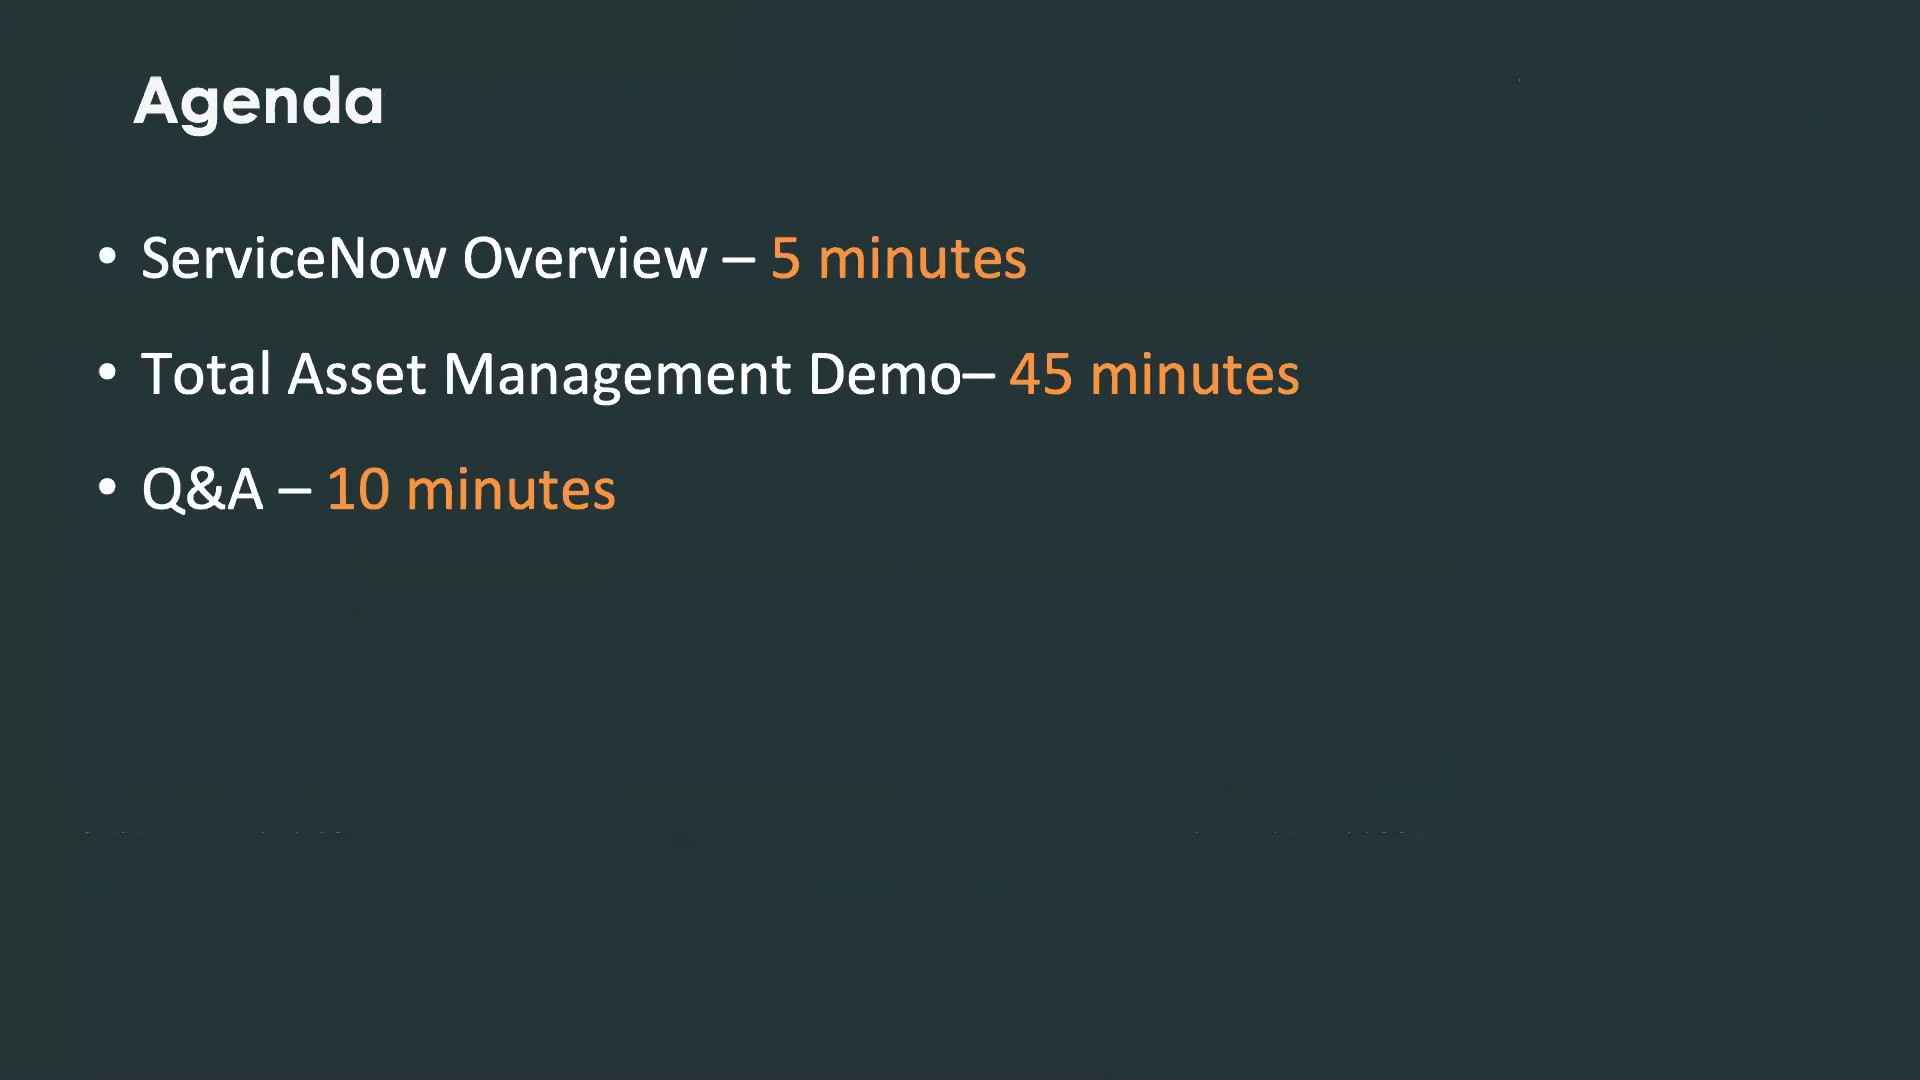 Agenda
• ServiceNow Overview – 5 minutes
• Total Asset Management Demo– 45 minutes
• Q&A – 10 minutes